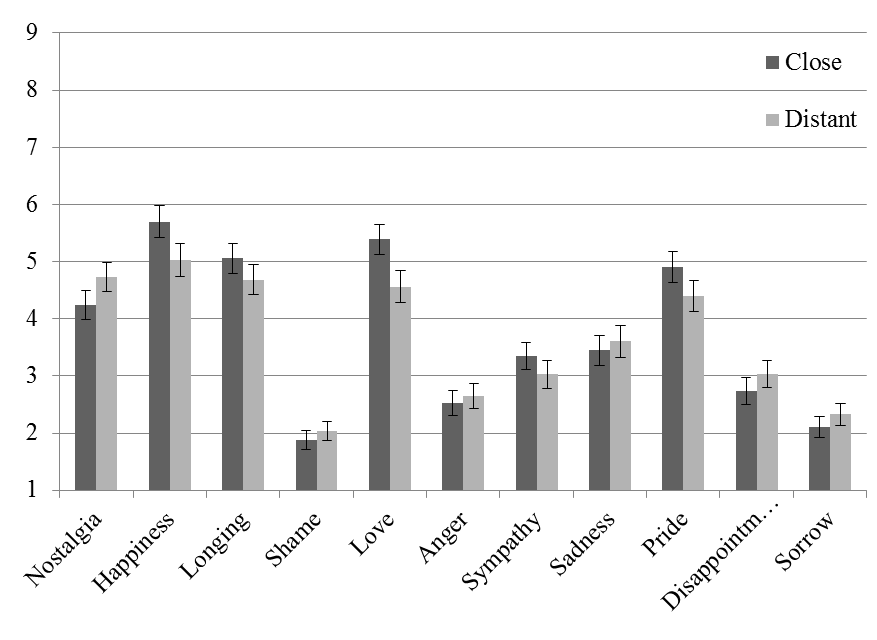 9
8
7
6
5
4
3
2
1
Close
Distant
Nostalgia
Happiness
Longing
Shame
Love
Anger
Sympathy
Sadness
Pride
Disappointm…
Sorrow